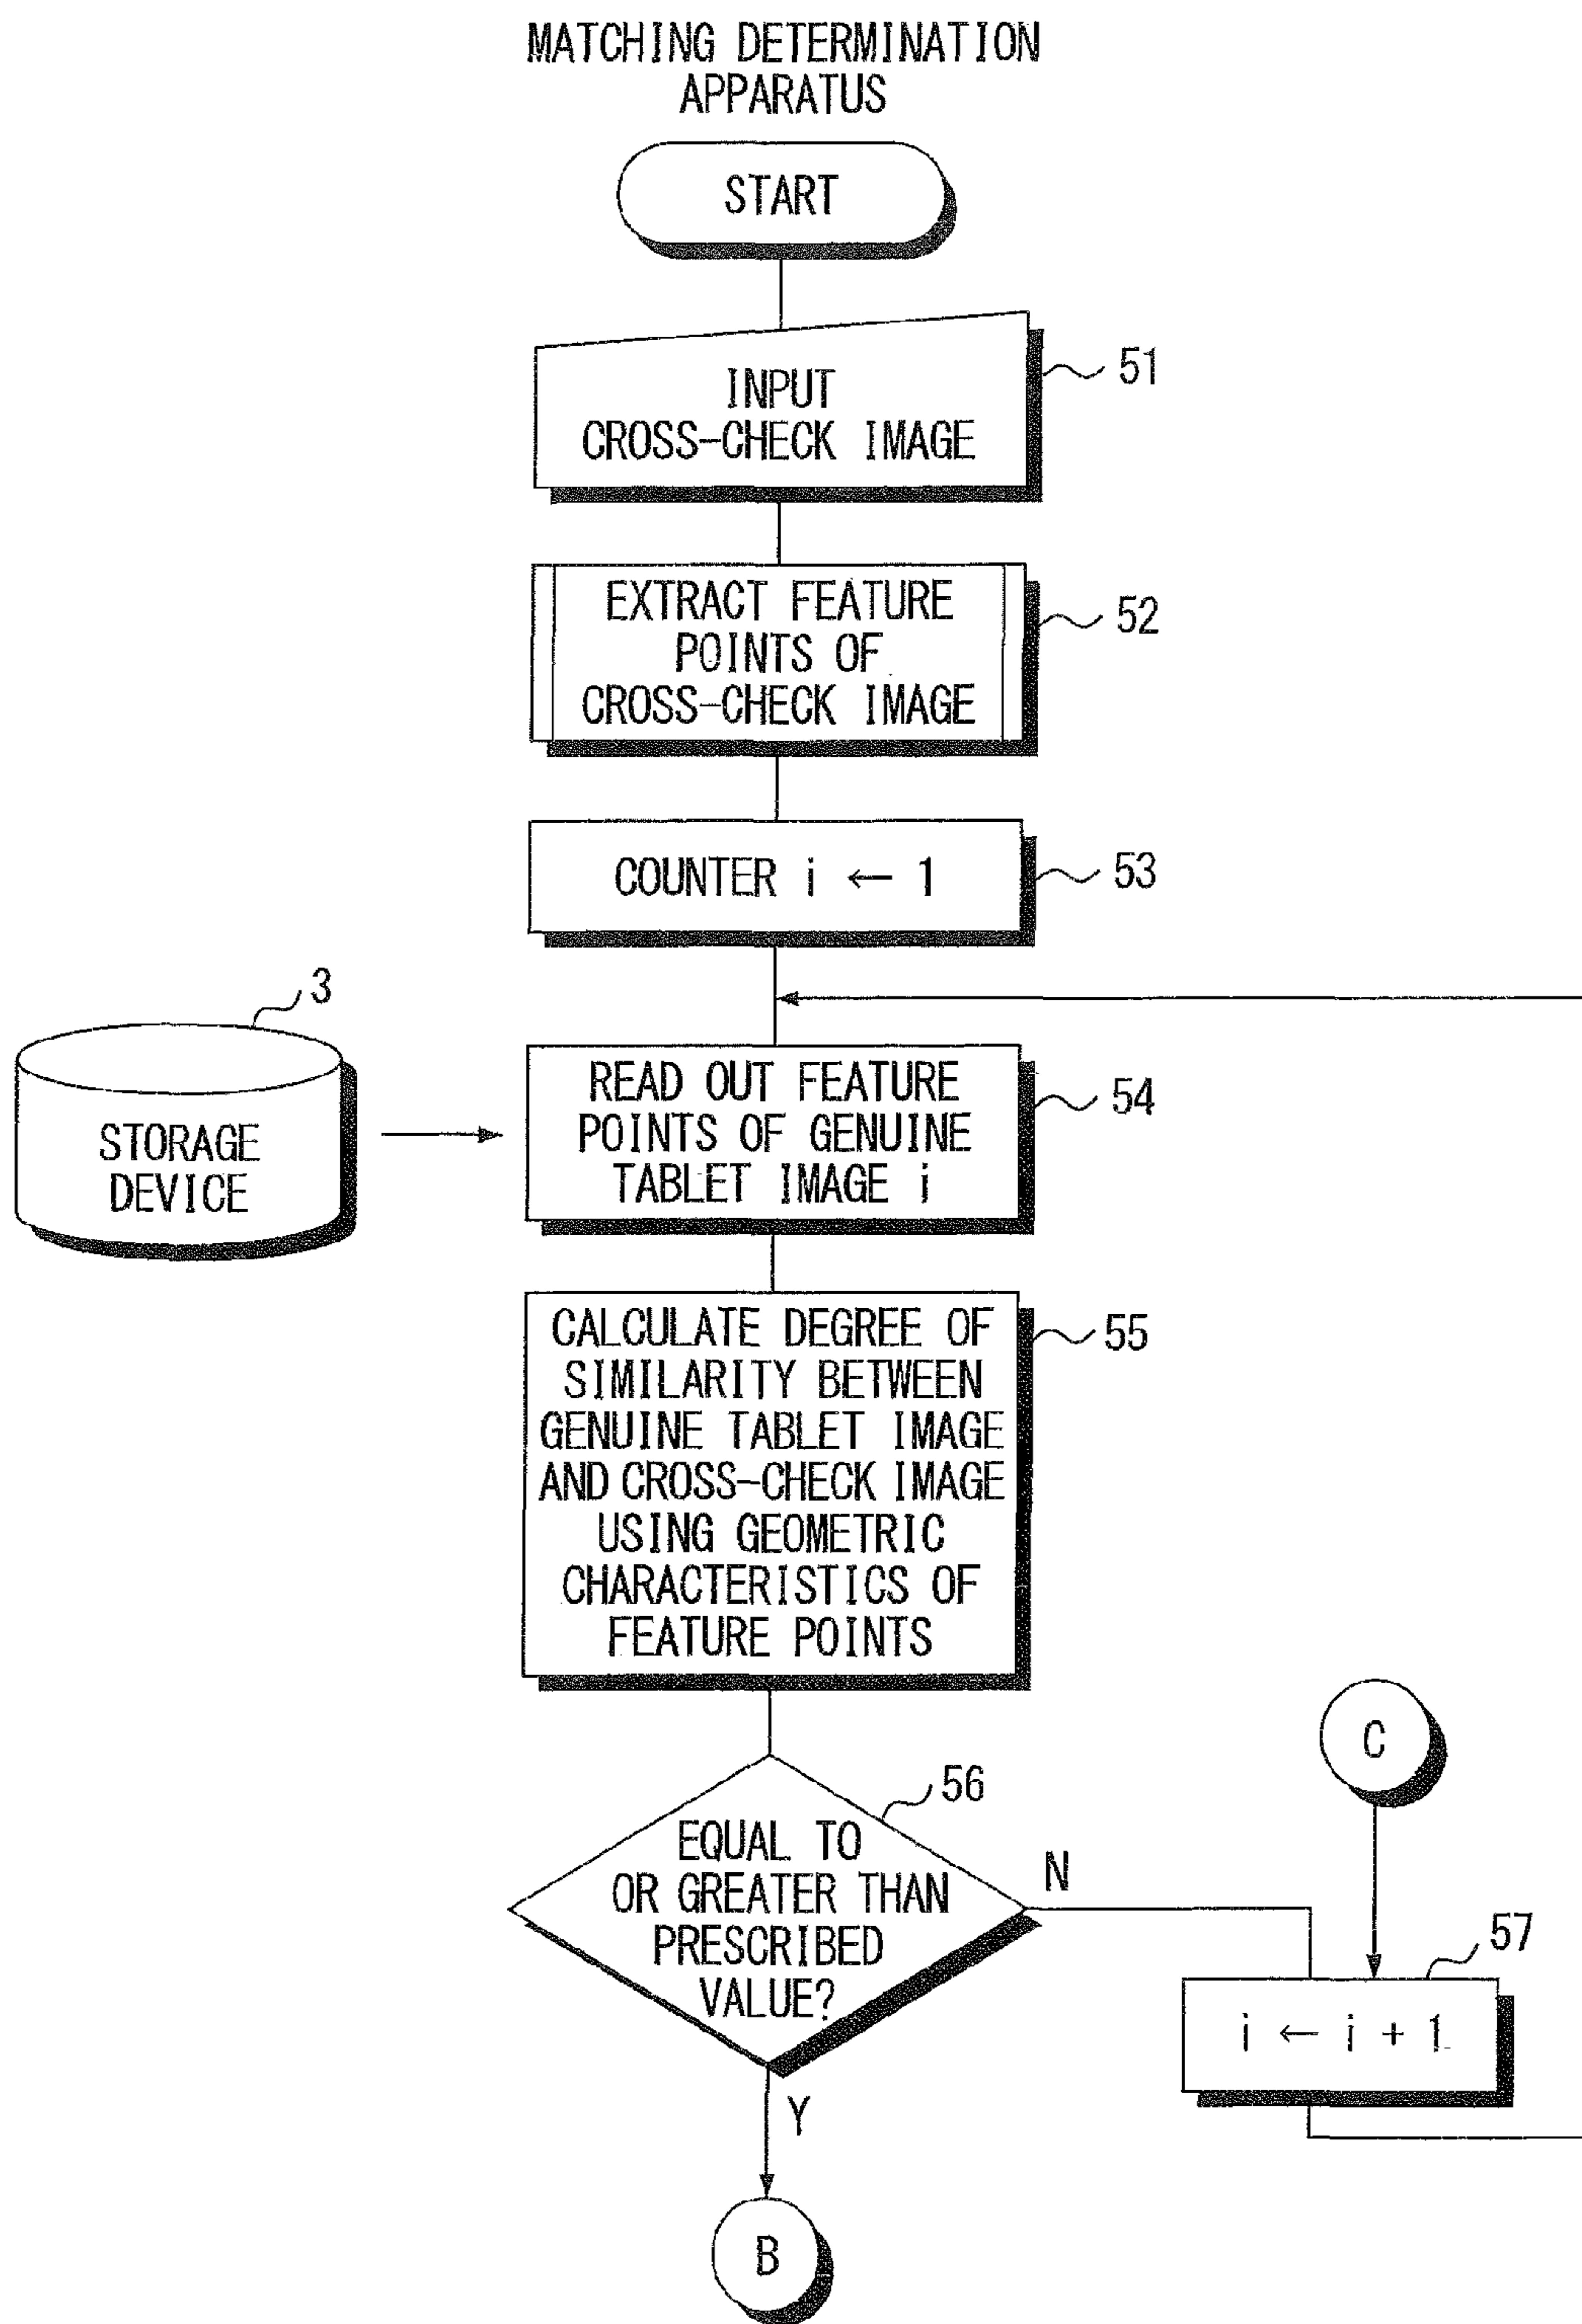 MATCHING DETERMINATION
APPARATUS
START
INPUT
CROSS-CHECK IMAGE
51
EXTRACT FEATURE
POINTS OF
CROSS-CHECK IMAGE
52
COUNTER i ← 1
53
3
STORAGE
DEVICE
READ OUT FEATURE
POINTS OF GENUINE
TABLET IMAGE i
54
CALCULATE DEGREE OF
SIMILARITY BETWEEN
GENUINE TABLET IMAGE
AND CROSS-CHECK IMAGE
USING GEOMETRIC
CHARACTERISTICS OF
FEATURE POINTS
55
EQUAL TO
OR GREATER THAN
PRESCRIBED
VALUE?
56
N
Y
C
57
i ← i + 1
B